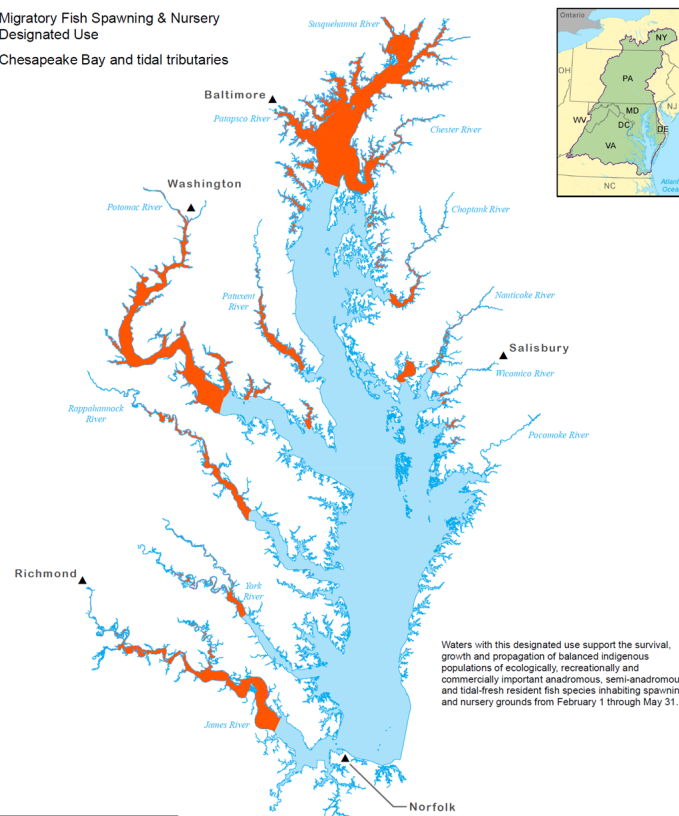 Migratory Fish Spawning & Nursery
Designated Use
Chesapeake Bay and tidal tributaries
Susquehanna River
Baltimore
Patapsco River
Chester River
Washington
Potomac River
Choptank River
Patuxent
River
Nanticoke River
Salisbury
Wicomico River
Rappahannock
River
Pocomoke River
Richmond
York
River
James River
Norfolk
Waters with this designated use support the survival,
growth and propagation of balanced indigenous
populations of ecologically, recreationally and
commercially important anadromous, semi-anadromou
and tidal-fresh resident fish species inhabiting spawnin
and nursery grounds from February 1 through May 31.
Ontario
NY
OH
PA
NJ
MD
WV
DC
DE
VA
NC
Atlant
Ocea